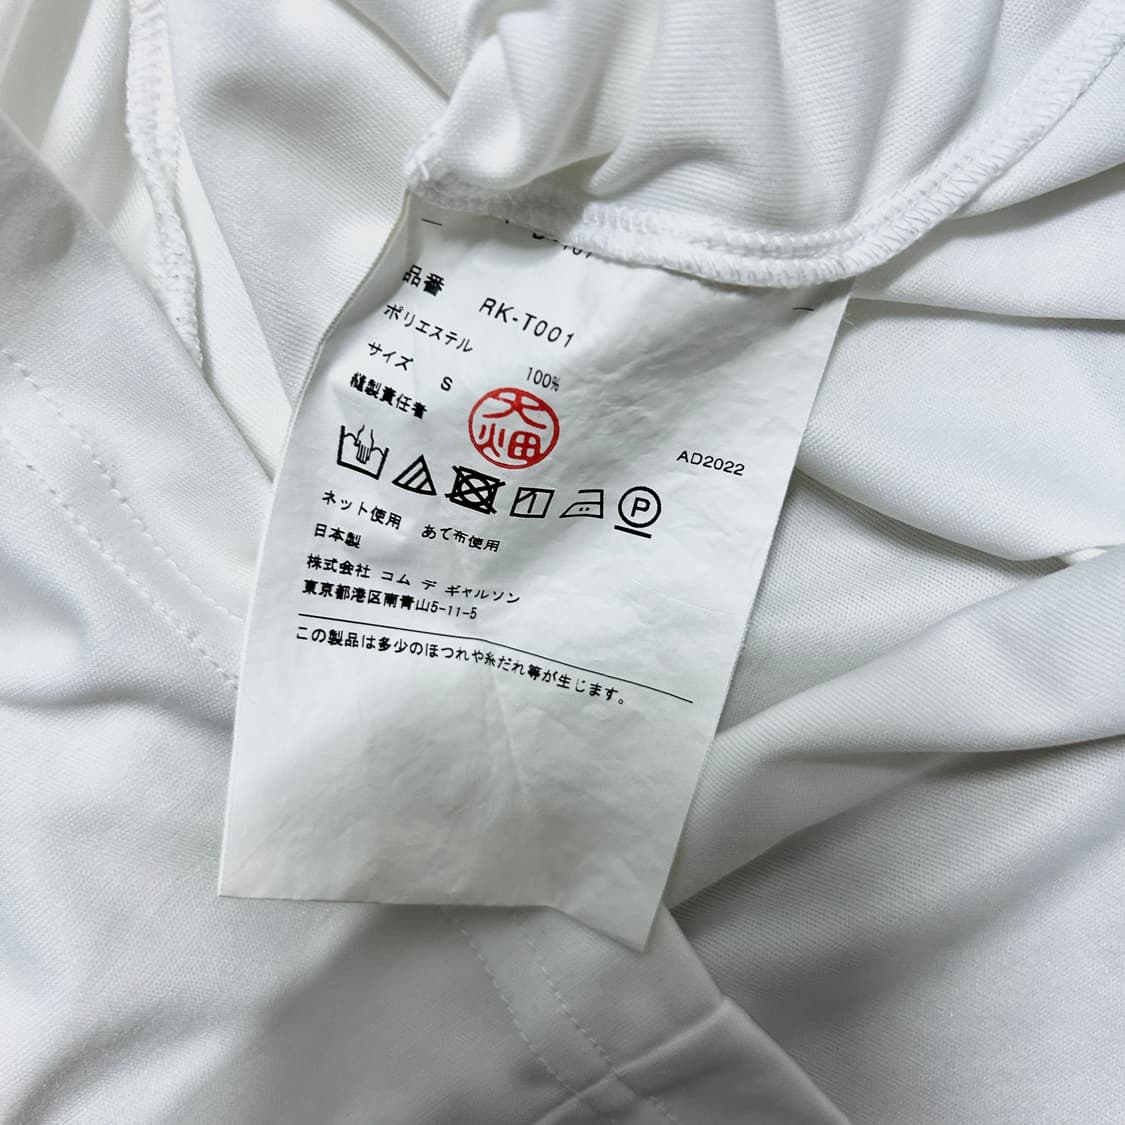 品番 RK-T001
ポリエステル 100%
サイズ S
縫製責任者 大畑
AD2022
P
ネット使用 あて布使用
日本製
株式会社 コム デ ギャルソン
東京都港区南青山5-11-5
この製品は多少のほつれや糸だれ等が生じます。